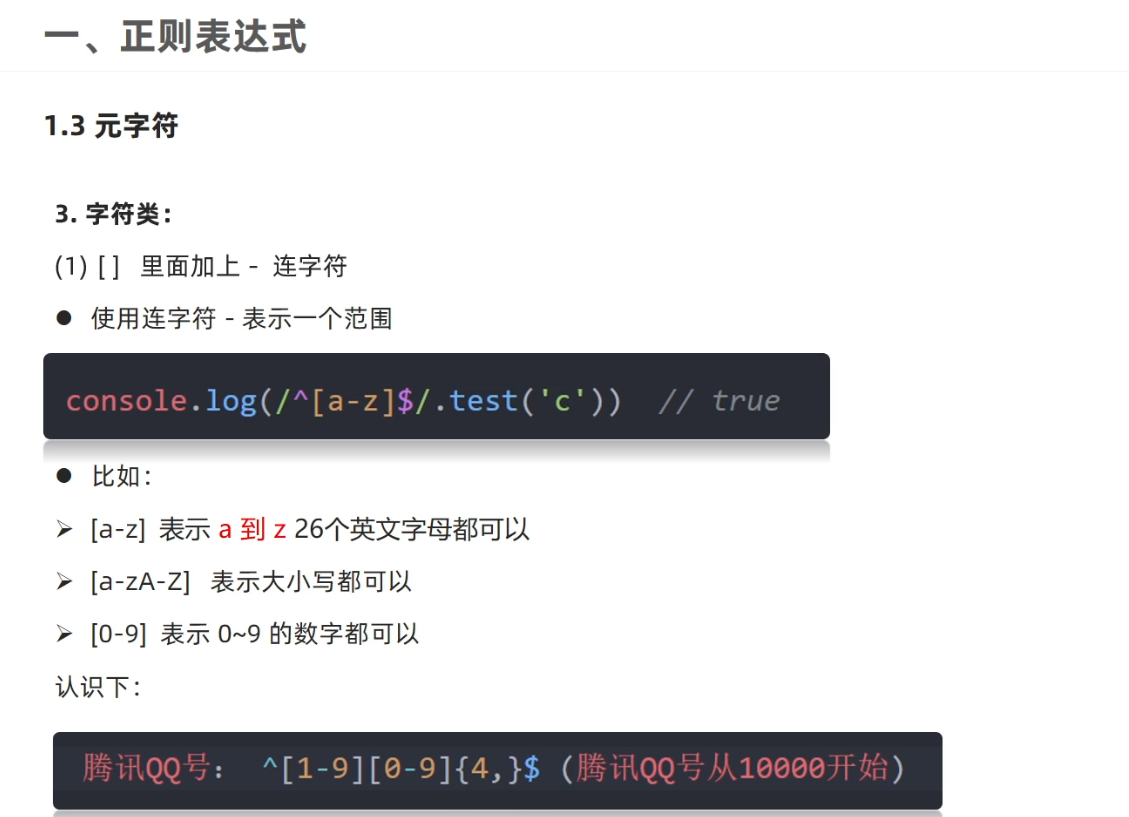 一、正则表达式
1.3 元字符
3. 字符类：
(1) [ ] 里面加上 - 连字符
● 使用连字符 - 表示一个范围
console.log(/^[a-z]$/.test('c')) // true
● 比如：
➢ [a-z] 表示 a 到 z 26个英文字母都可以
➢ [a-zA-Z] 表示大小写都可以
➢ [0-9] 表示 0~9 的数字都可以
认识下：
腾讯QQ号： ^[1-9][0-9]{4,}$ (腾讯QQ号从10000开始)